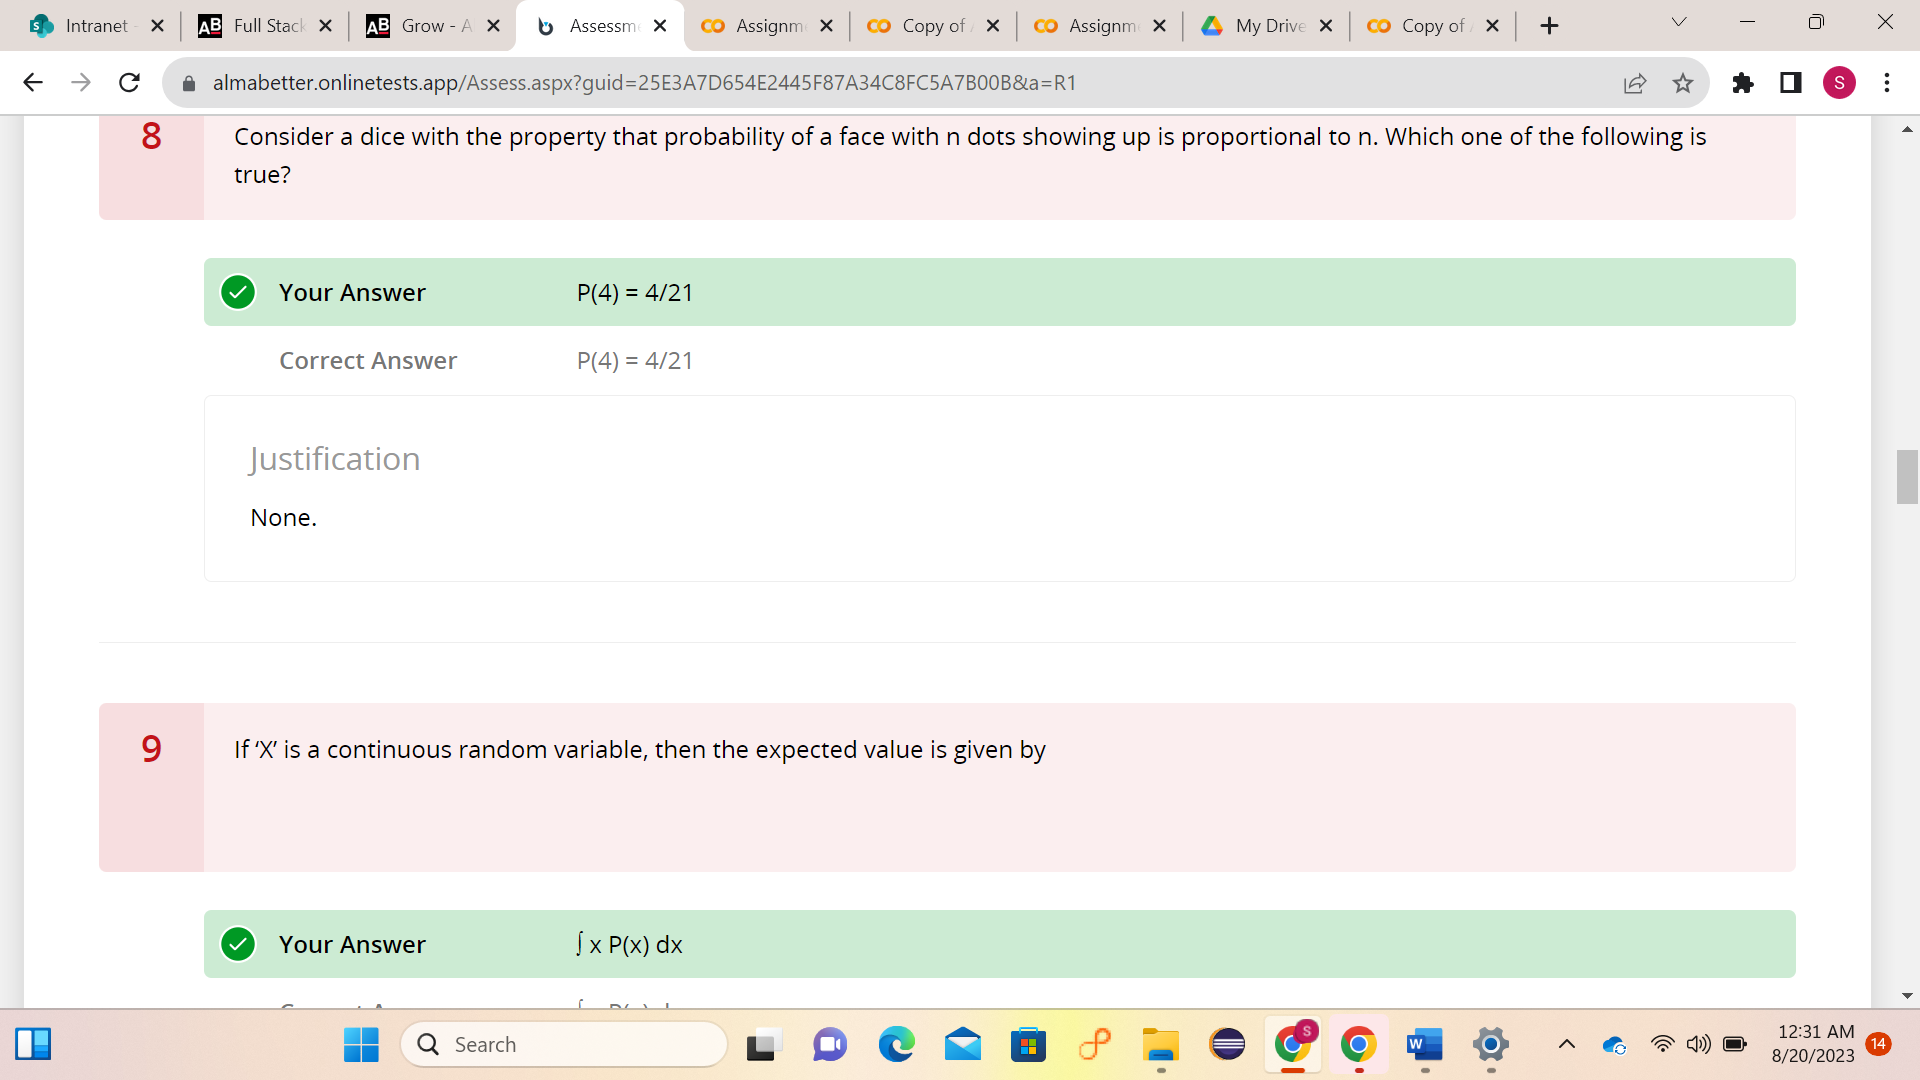 Intranet -
Full Stack
Grow - A
Assessme
Assignm
Copy of A
Assignm
My Drive
Copy of A
almabetter.onlinetests.app/Assess.aspx?guid=25E3A7D654E2445F87A34C8FC5A7B00B&a=R1
S
8
Consider a dice with the property that probability of a face with n dots showing up is proportional to n. Which one of the following is
true?
Your Answer P(4) = 4/21
Correct Answer P(4) = 4/21
Justification
None.
9
If ‘X’ is a continuous random variable, then the expected value is given by
Your Answer ∫ x P(x) dx
Search
12:31 AM
8/20/2023
14